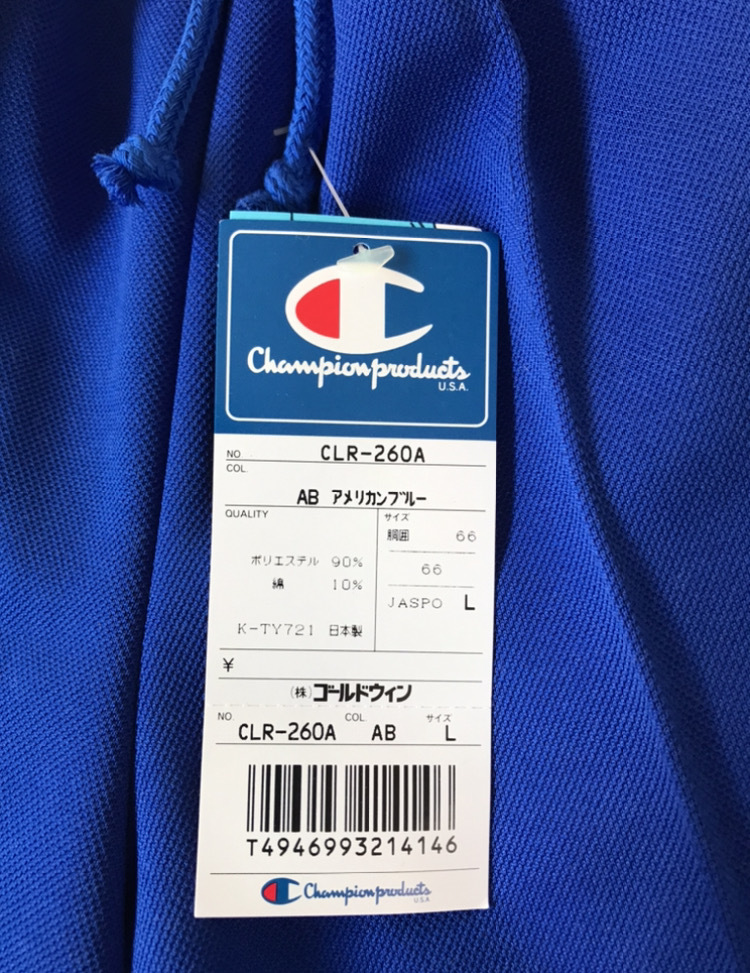 Champion products
U.S.A.
NO. CLR-260A
COL.
AB アメリカンブルー
QUALITY
ポリエステル 90%
綿 10%
K-TY721 日本製
サイズ
胴囲 66
66
JASPO L
¥
(株)ゴールドウィン
NO. COL. サイズ
CLR-260A AB L
T4946993214146
Champion products
U.S.A